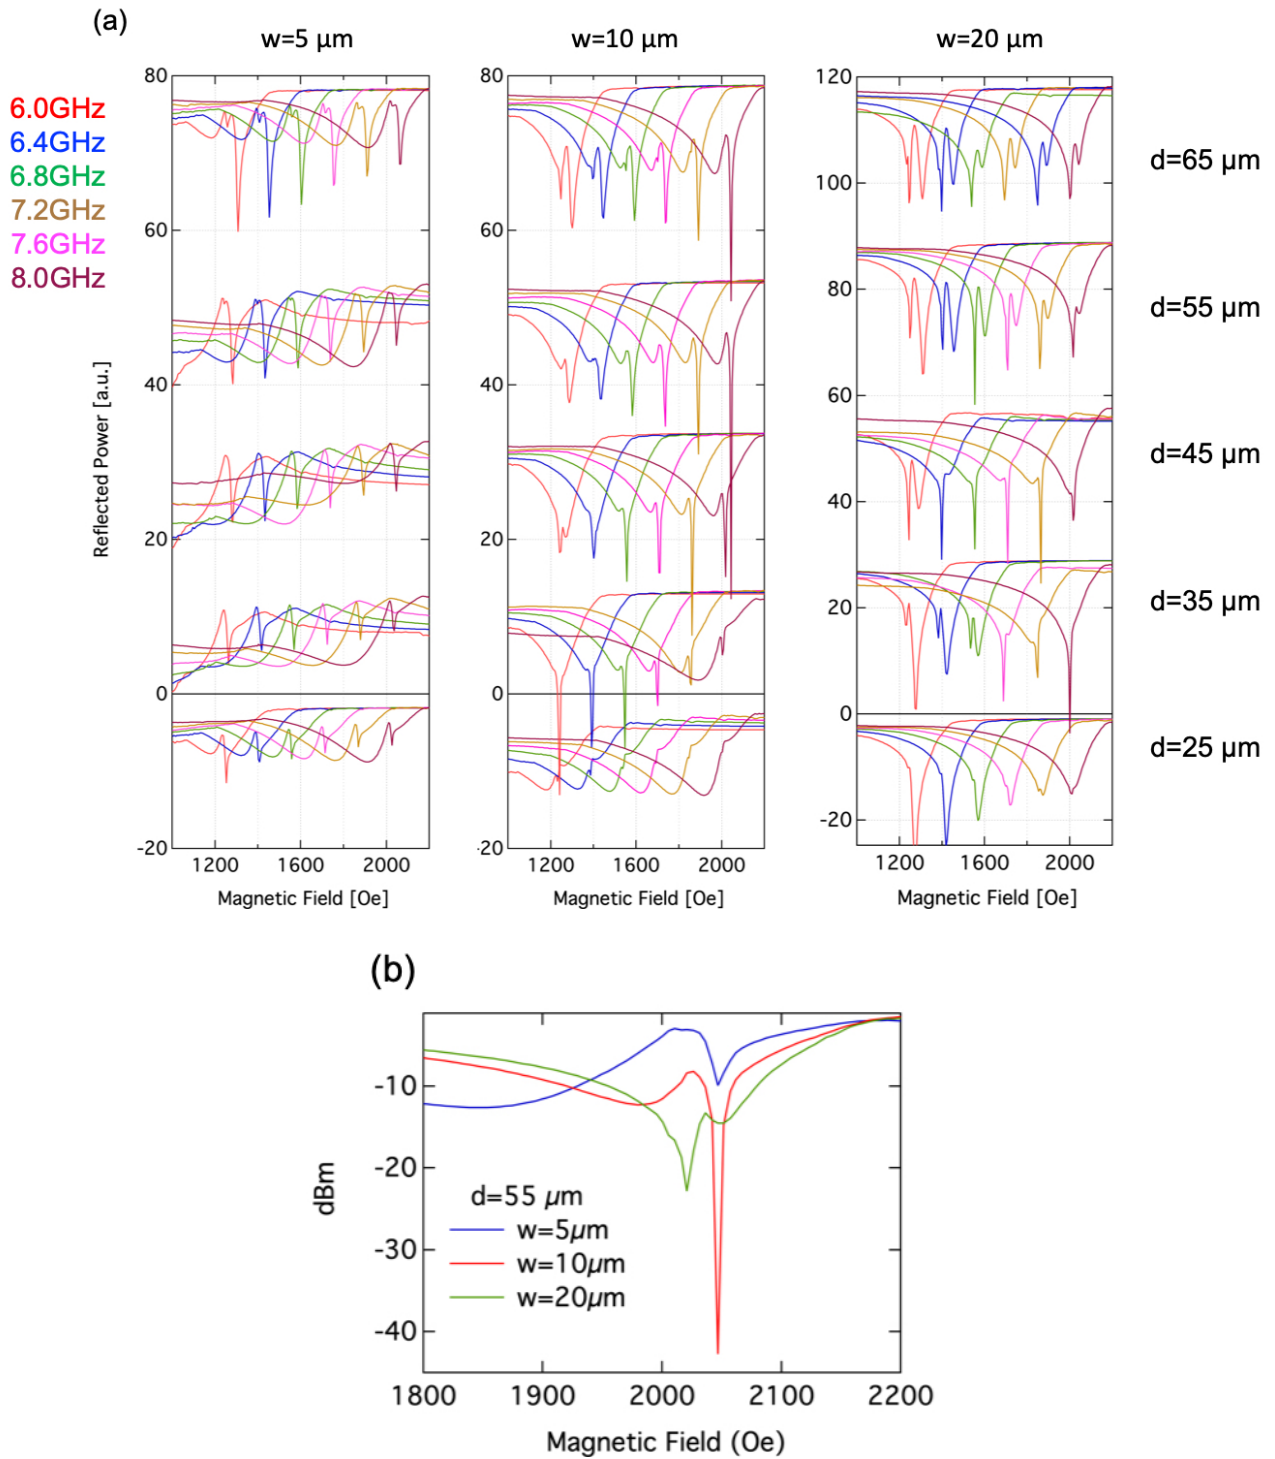 (a)
w=5 μm
w=10 μm
w=20 μm
6.0GHz
6.4GHz
6.8GHz
7.2GHz
7.6GHz
8.0GHz
Reflected Power [a.u.]
80
60
40
20
0
-20
1200
1600
2000
Magnetic Field [Oe]
80
60
40
20
0
-20
1200
1600
2000
Magnetic Field [Oe]
120
100
80
60
40
20
0
-20
1200
1600
2000
Magnetic Field [Oe]
d=65 μm
d=55 μm
d=45 μm
d=35 μm
d=25 μm
(b)
dBm
-10
-20
-30
-40
d=55 μm
w=5μm
w=10μm
w=20μm
1800
1900
2000
2100
2200
Magnetic Field (Oe)